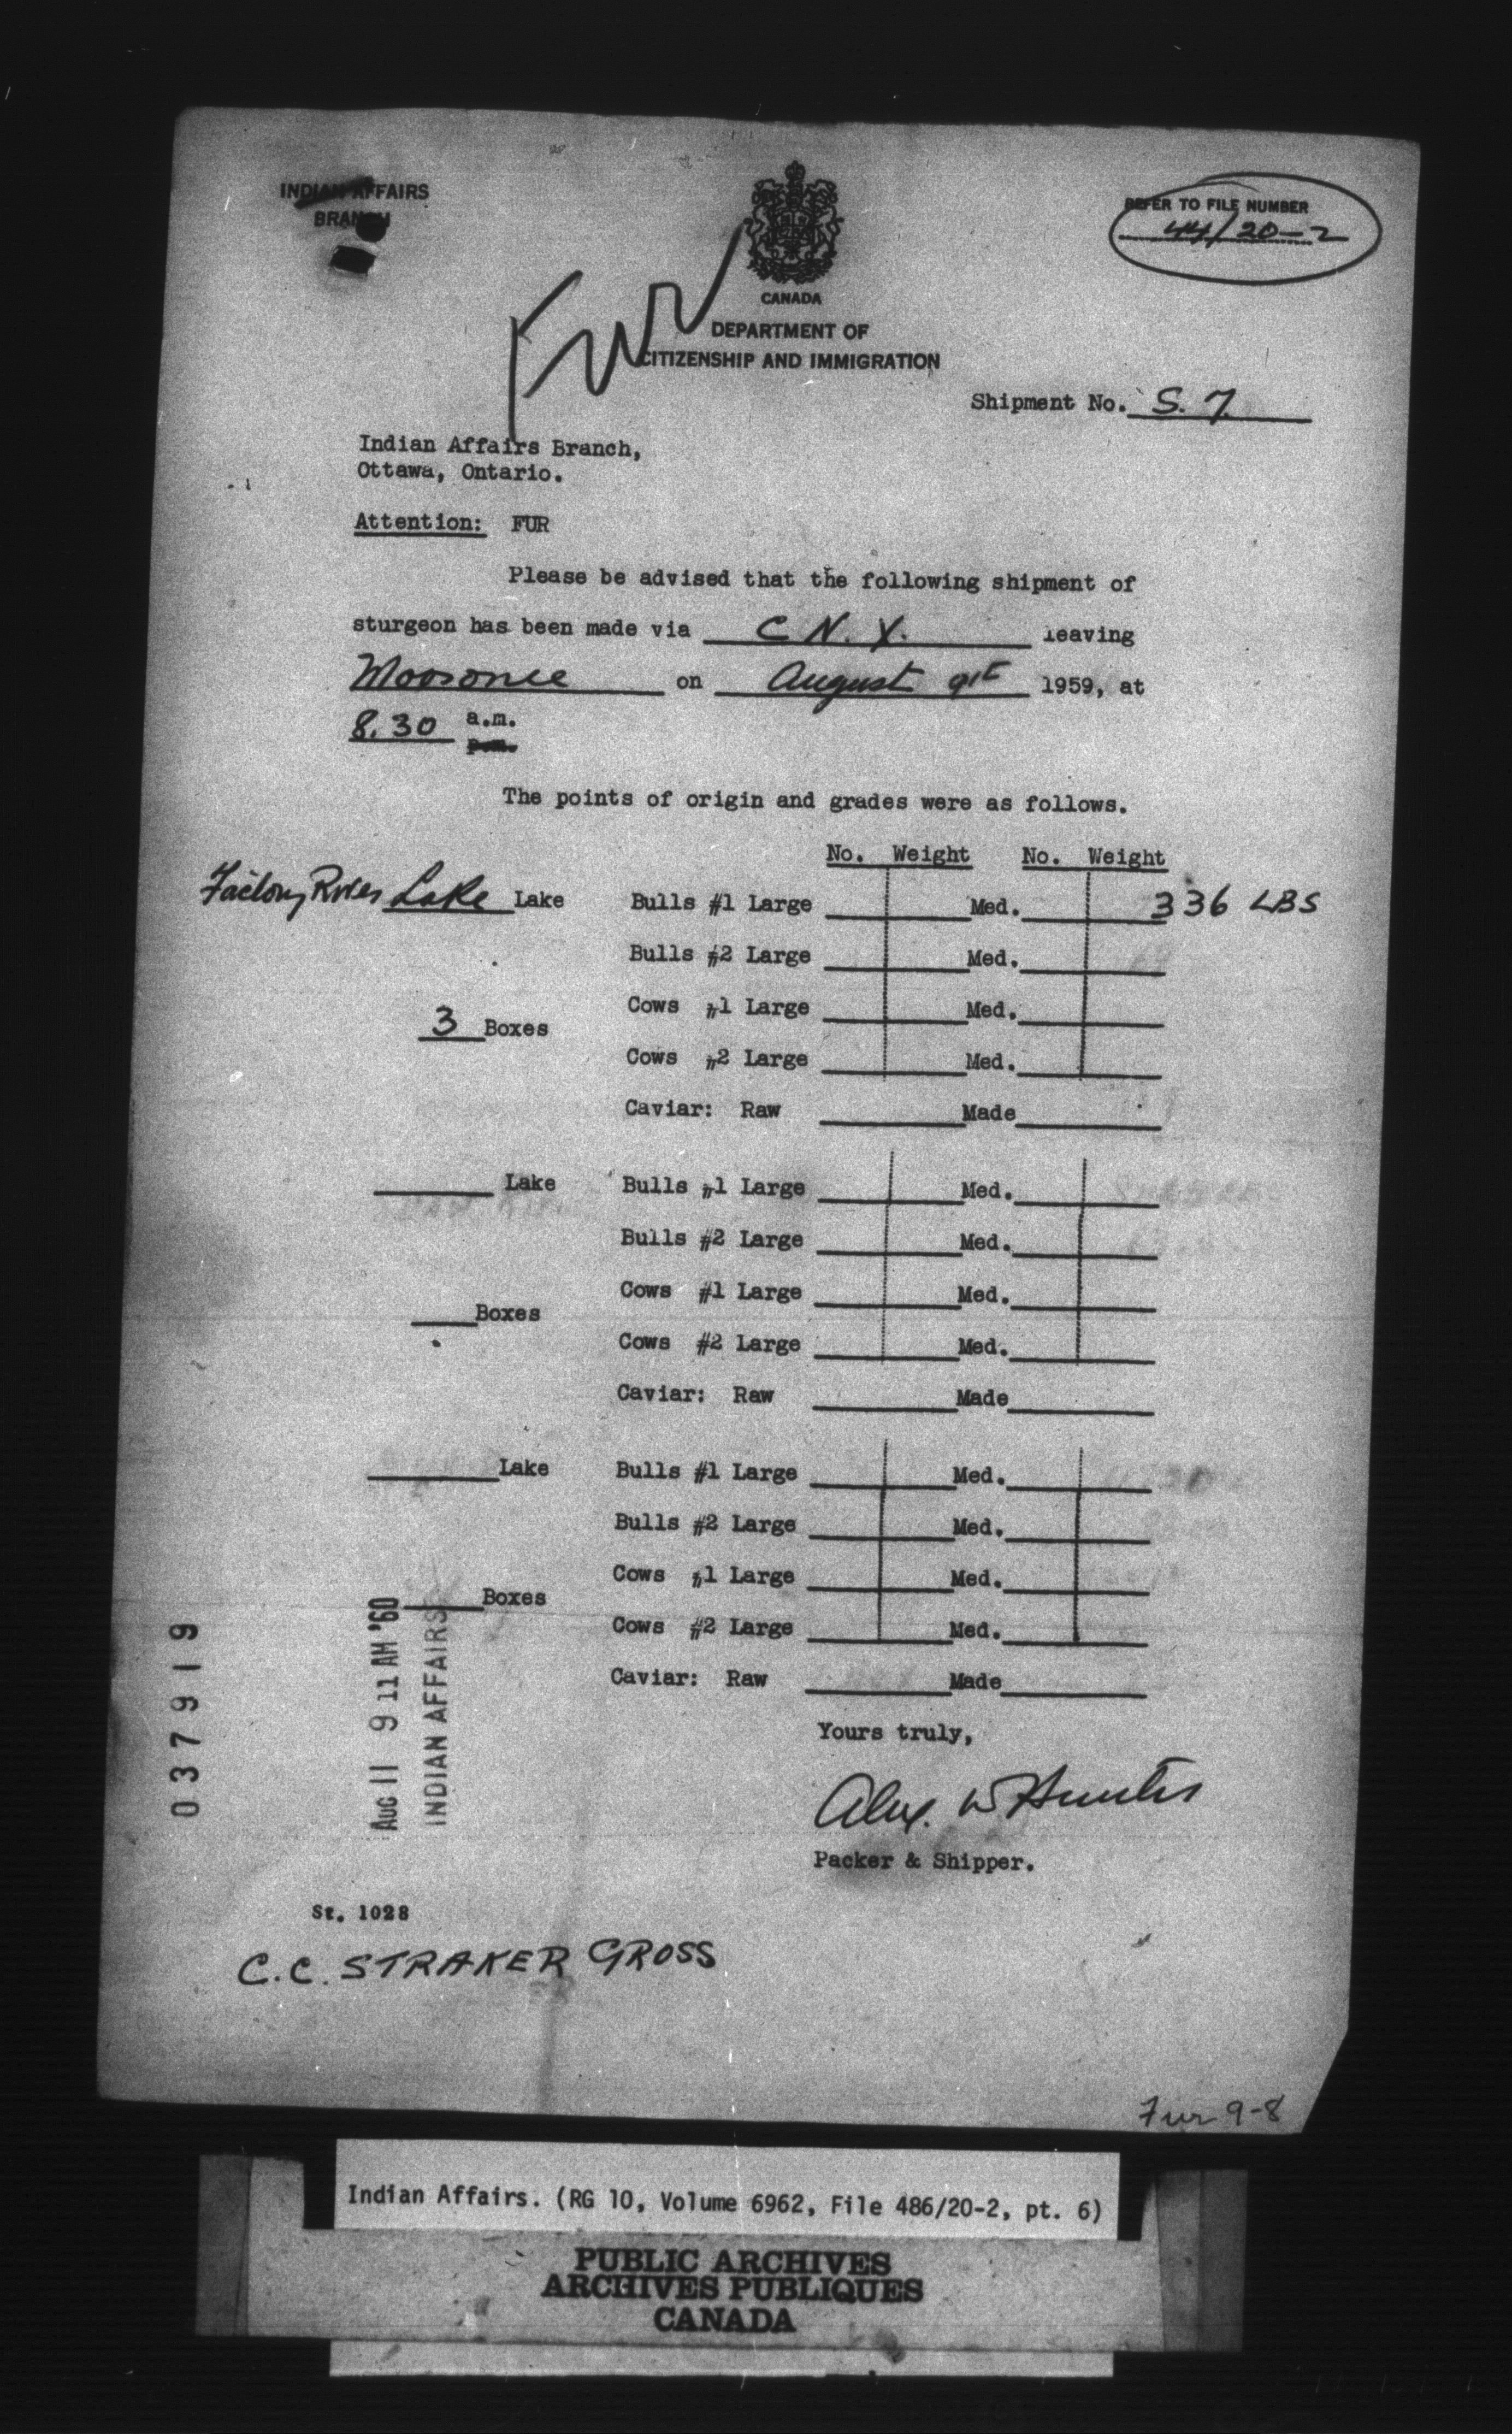 INDIAN AFFAIRS
BRANCH
REFER TO FILE NUMBER
44/20-2
CANADA
DEPARTMENT OF
CITIZENSHIP AND IMMIGRATION
Shipment No. S. 7.
Indian Affairs Branch,
Ottawa, Ontario.
Attention: FUR
Please be advised that the following shipment of
sturgeon has been made via C N. X. leaving
Moosonee on August 9th 1959, at
8.30 a.m.
p.m.
The points of origin and grades were as follows.
No. Weight No. Weight
Factory River Lake Lake Bulls #1 Large Med. 336 LBS
Bulls #2 Large Med.
Cows #1 Large Med.
3 Boxes
Cows #2 Large Med.
Caviar: Raw Made
Lake Bulls #1 Large Med.
Bulls #2 Large Med.
Cows #1 Large Med.
Boxes
Cows #2 Large Med.
Caviar: Raw Made
Lake Bulls #1 Large Med.
Bulls #2 Large Med.
Cows #1 Large Med.
Boxes
Cows #2 Large Med.
Caviar: Raw Made
037919
AUG 11 9 11 AM '60
INDIAN AFFAIRS
Yours truly,
Alex. W Hunter
Packer & Shipper.
St. 1028
C.C. STRAKER GROSS
Fur 9-8
Indian Affairs. (RG 10, Volume 6962, File 486/20-2, pt. 6)
PUBLIC ARCHIVES
ARCHIVES PUBLIQUES
CANADA